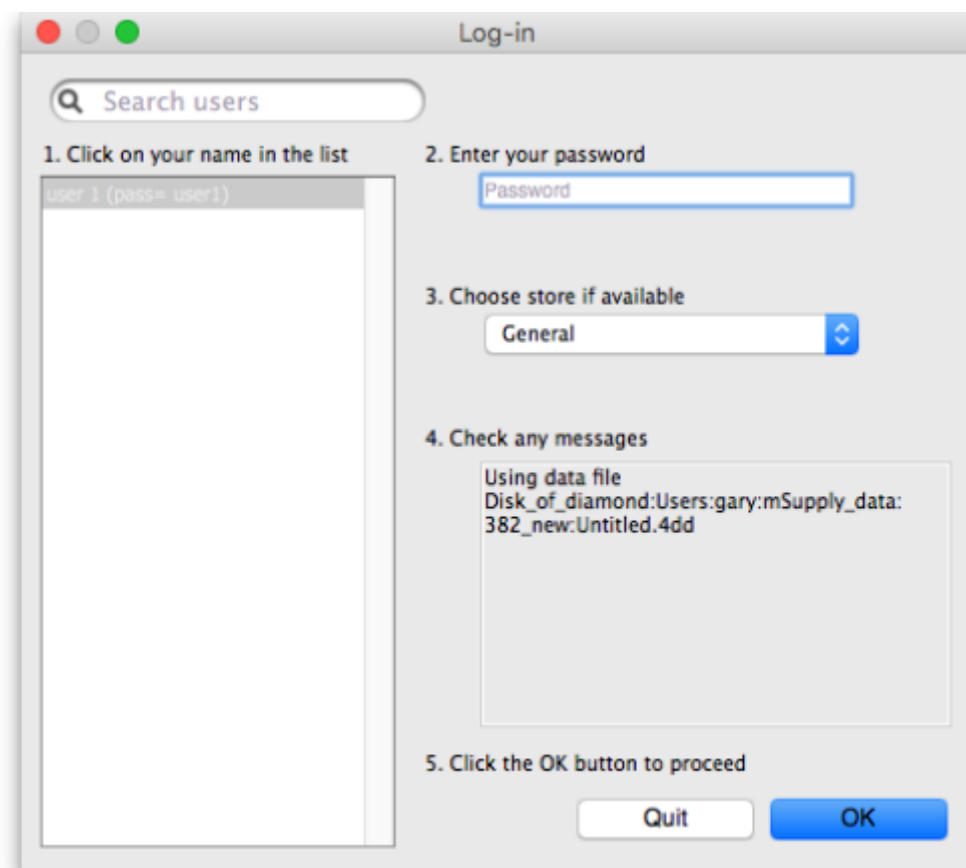 Log-in
Search users
1. Click on your name in the list
user 1 (pass= user1)
2. Enter your password
Password
3. Choose store if available
General
4. Check any messages
Using data file
Disk_of_diamond:Users:gary:mSupply_data:
382_new:Untitled.4dd
5. Click the OK button to proceed
Quit
OK